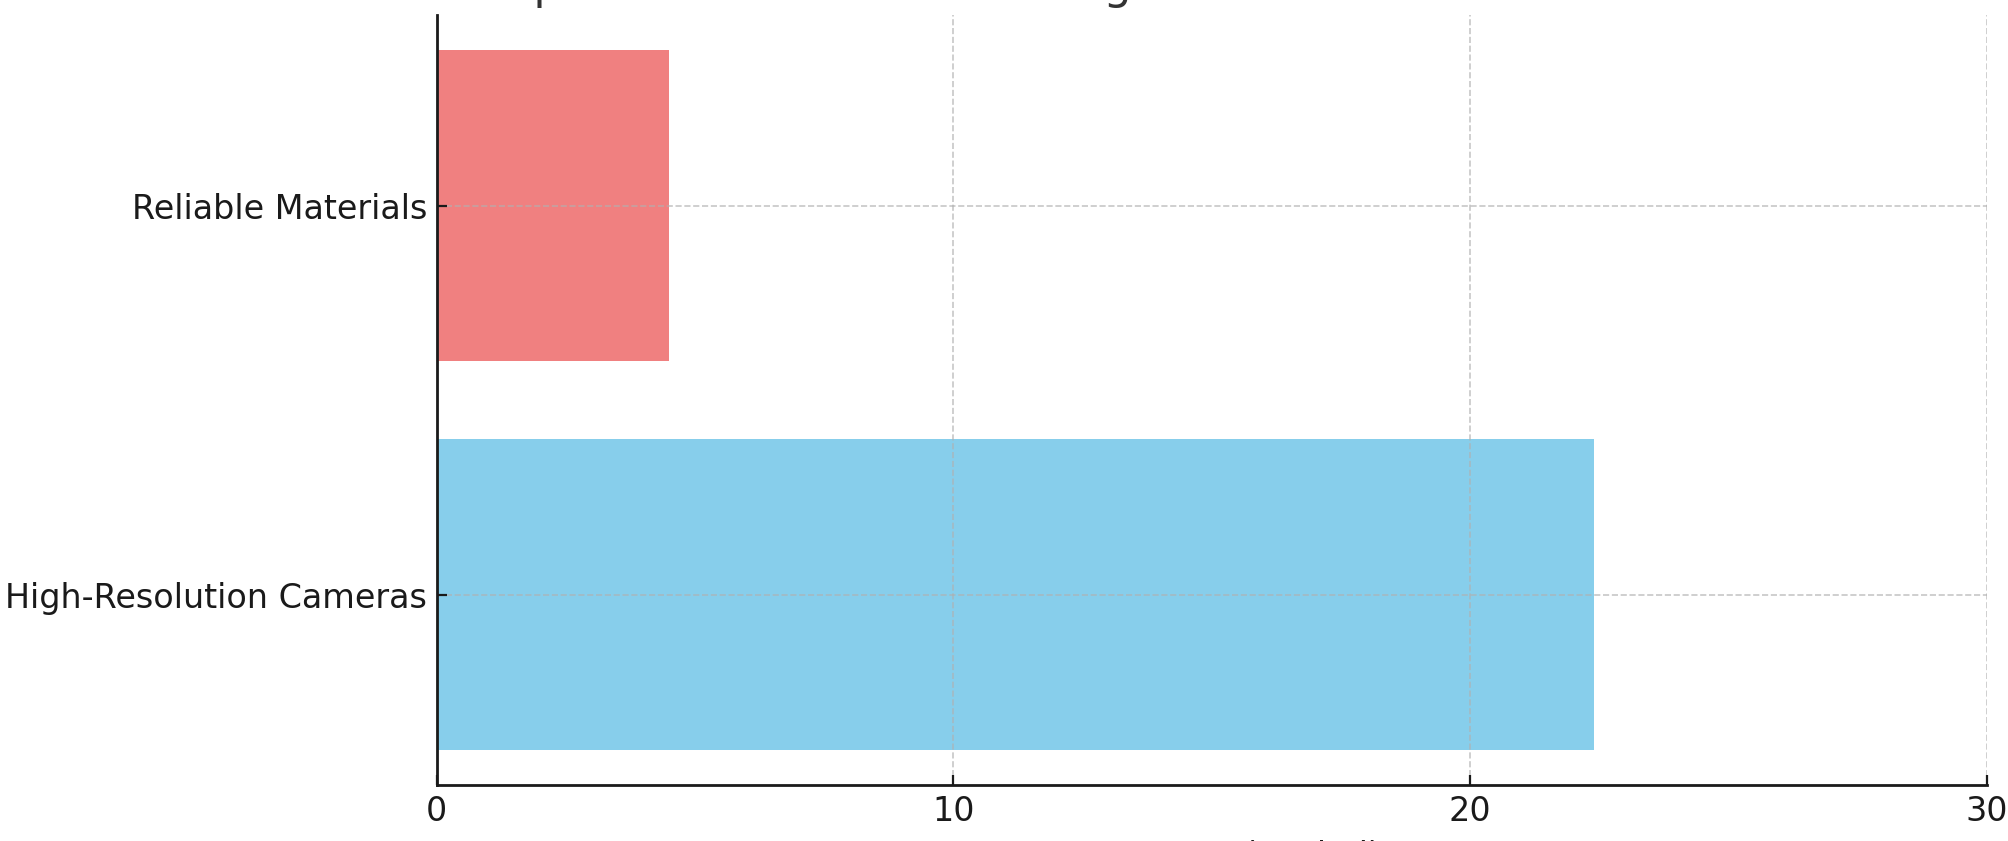 Reliable Materials
High-Resolution Cameras
0 10 20 30